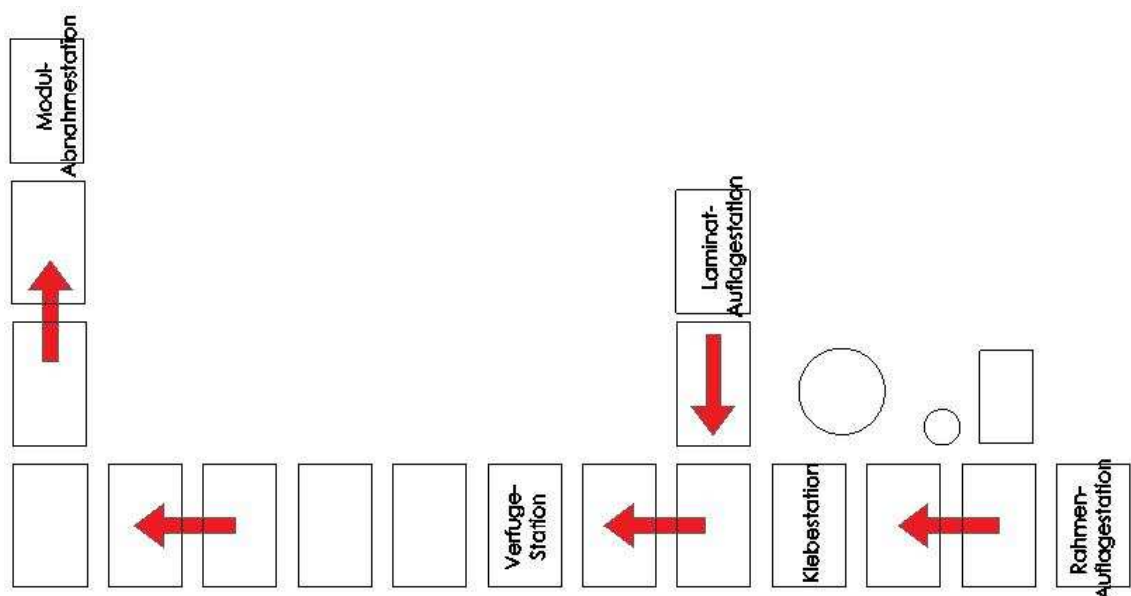 Modul-
Abnahmestation
Laminat-
Auflagestation
Verfuge-
Station
Klebestation
Rahmen-
Auflagestation